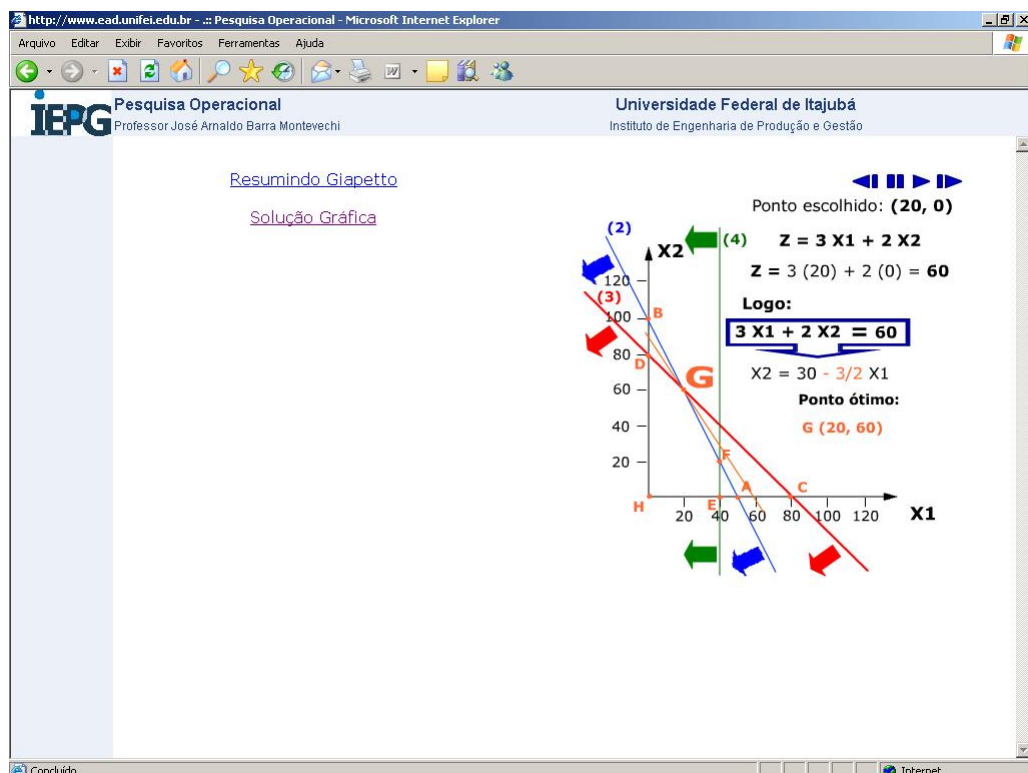 http://www.ead.unifei.edu.br - .:: Pesquisa Operacional - Microsoft Internet Explorer
Arquivo Editar Exibir Favoritos Ferramentas Ajuda
IEPG
Pesquisa Operacional
Professor José Arnaldo Barra Montevechi
Universidade Federal de Itajubá
Instituto de Engenharia de Produção e Gestão
Resumindo Giapetto
Solução Gráfica
Ponto escolhido: (20, 0)
(2)
X2
(4)
Z = 3 X1 + 2 X2
Z = 3 (20) + 2 (0) = 60
120
(3)
Logo:
100
B
3 X1 + 2 X2 = 60
80
D
G
X2 = 30 - 3/2 X1
60
Ponto ótimo:
40
G (20, 60)
20
F
A
C
H
E
20 40 60 80 100 120
X1
Concluído
Internet